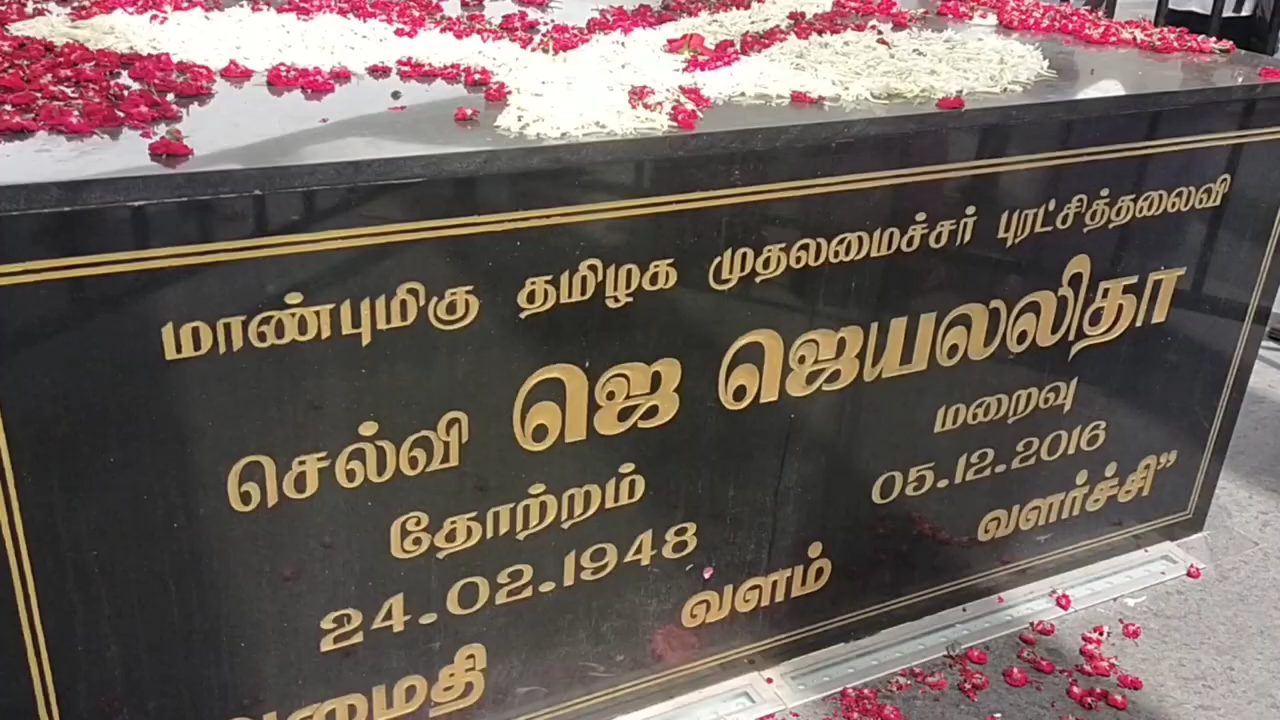 மாண்புமிகு தமிழக முதலமைச்சர் புரட்சித்தலைவி
செல்வி ஜெ ஜெயலலிதா
தோற்றம் மறைவு
24.02.1948 05.12.2016
வளம் வளர்ச்சி”